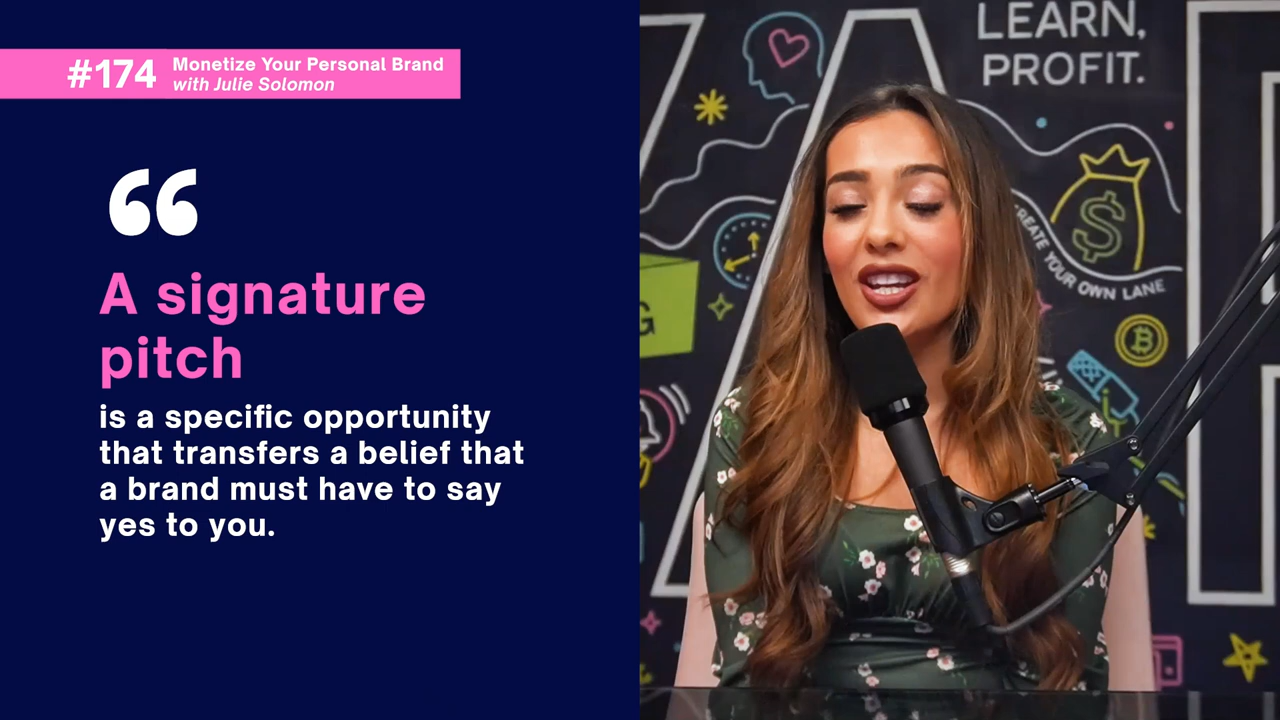 #174
Monetize Your Personal Brand
with Julie Solomon
“
A signature
pitch
is a specific opportunity
that transfers a belief that
a brand must have to say
yes to you.
LEARN,
PROFIT.
YOUR OWN LANE